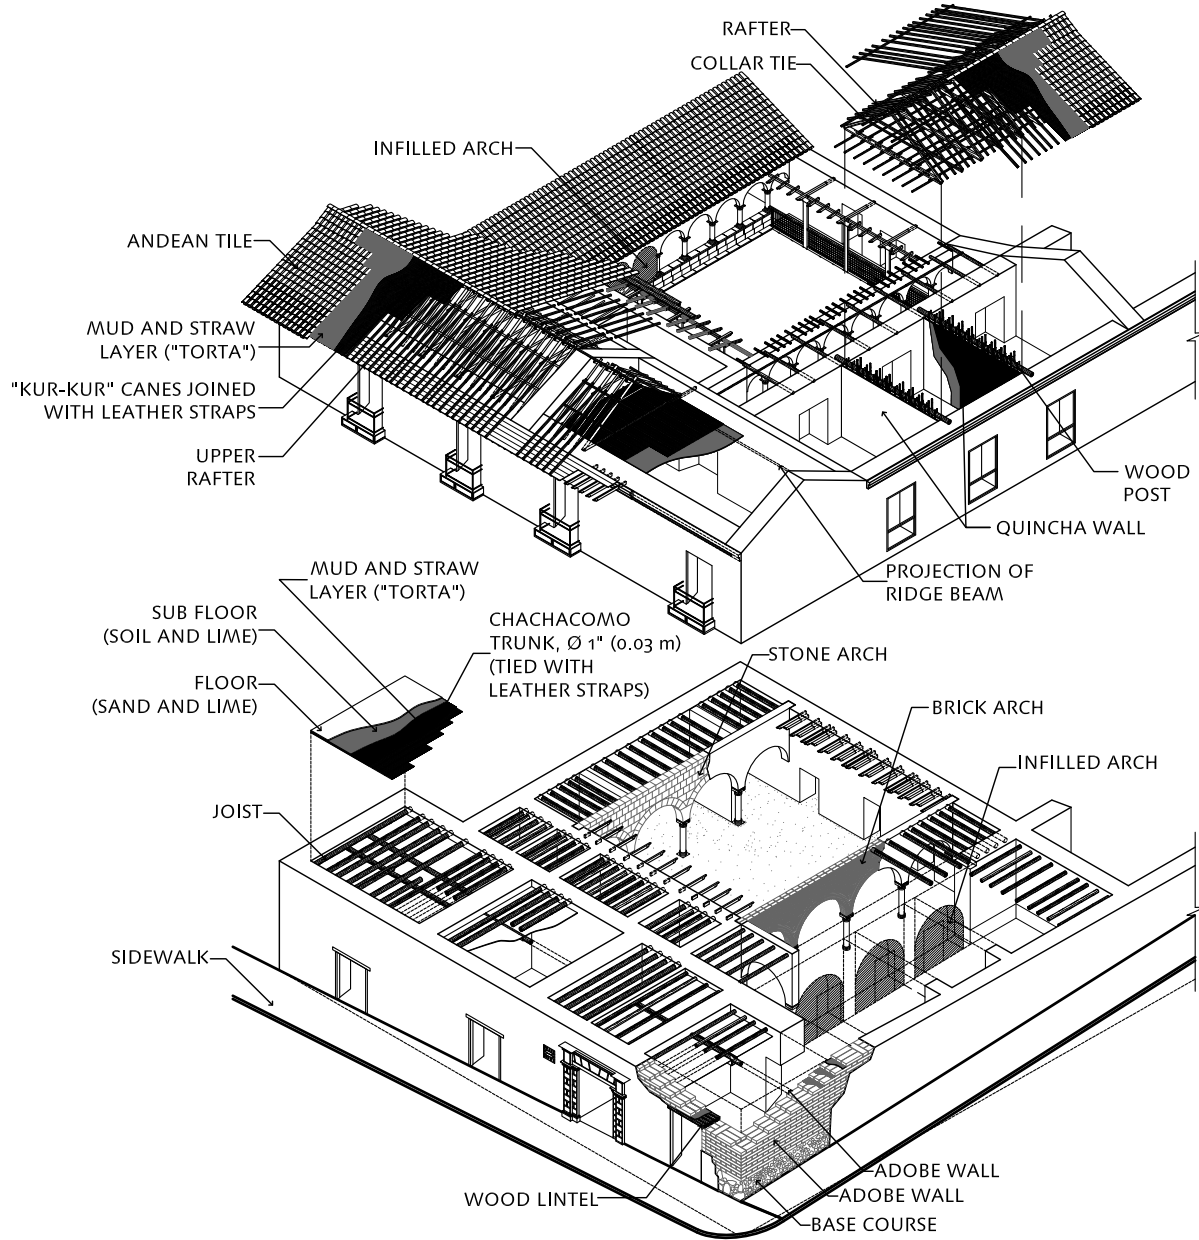 RAFTER
COLLAR TIE
INFILLED ARCH
ANDEAN TILE
MUD AND STRAW
LAYER ("TORTA")
"KUR-KUR" CANES JOINED
WITH LEATHER STRAPS
UPPER
RAFTER
WOOD
POST
QUINCHA WALL
PROJECTION OF
RIDGE BEAM
MUD AND STRAW
LAYER ("TORTA")
SUB FLOOR
(SOIL AND LIME)
CHACHACOMO
TRUNK, Ø 1" (0.03 m)
(TIED WITH
LEATHER STRAPS)
FLOOR
(SAND AND LIME)
STONE ARCH
BRICK ARCH
INFILLED ARCH
JOIST
SIDEWALK
ADOBE WALL
ADOBE WALL
WOOD LINTEL
BASE COURSE